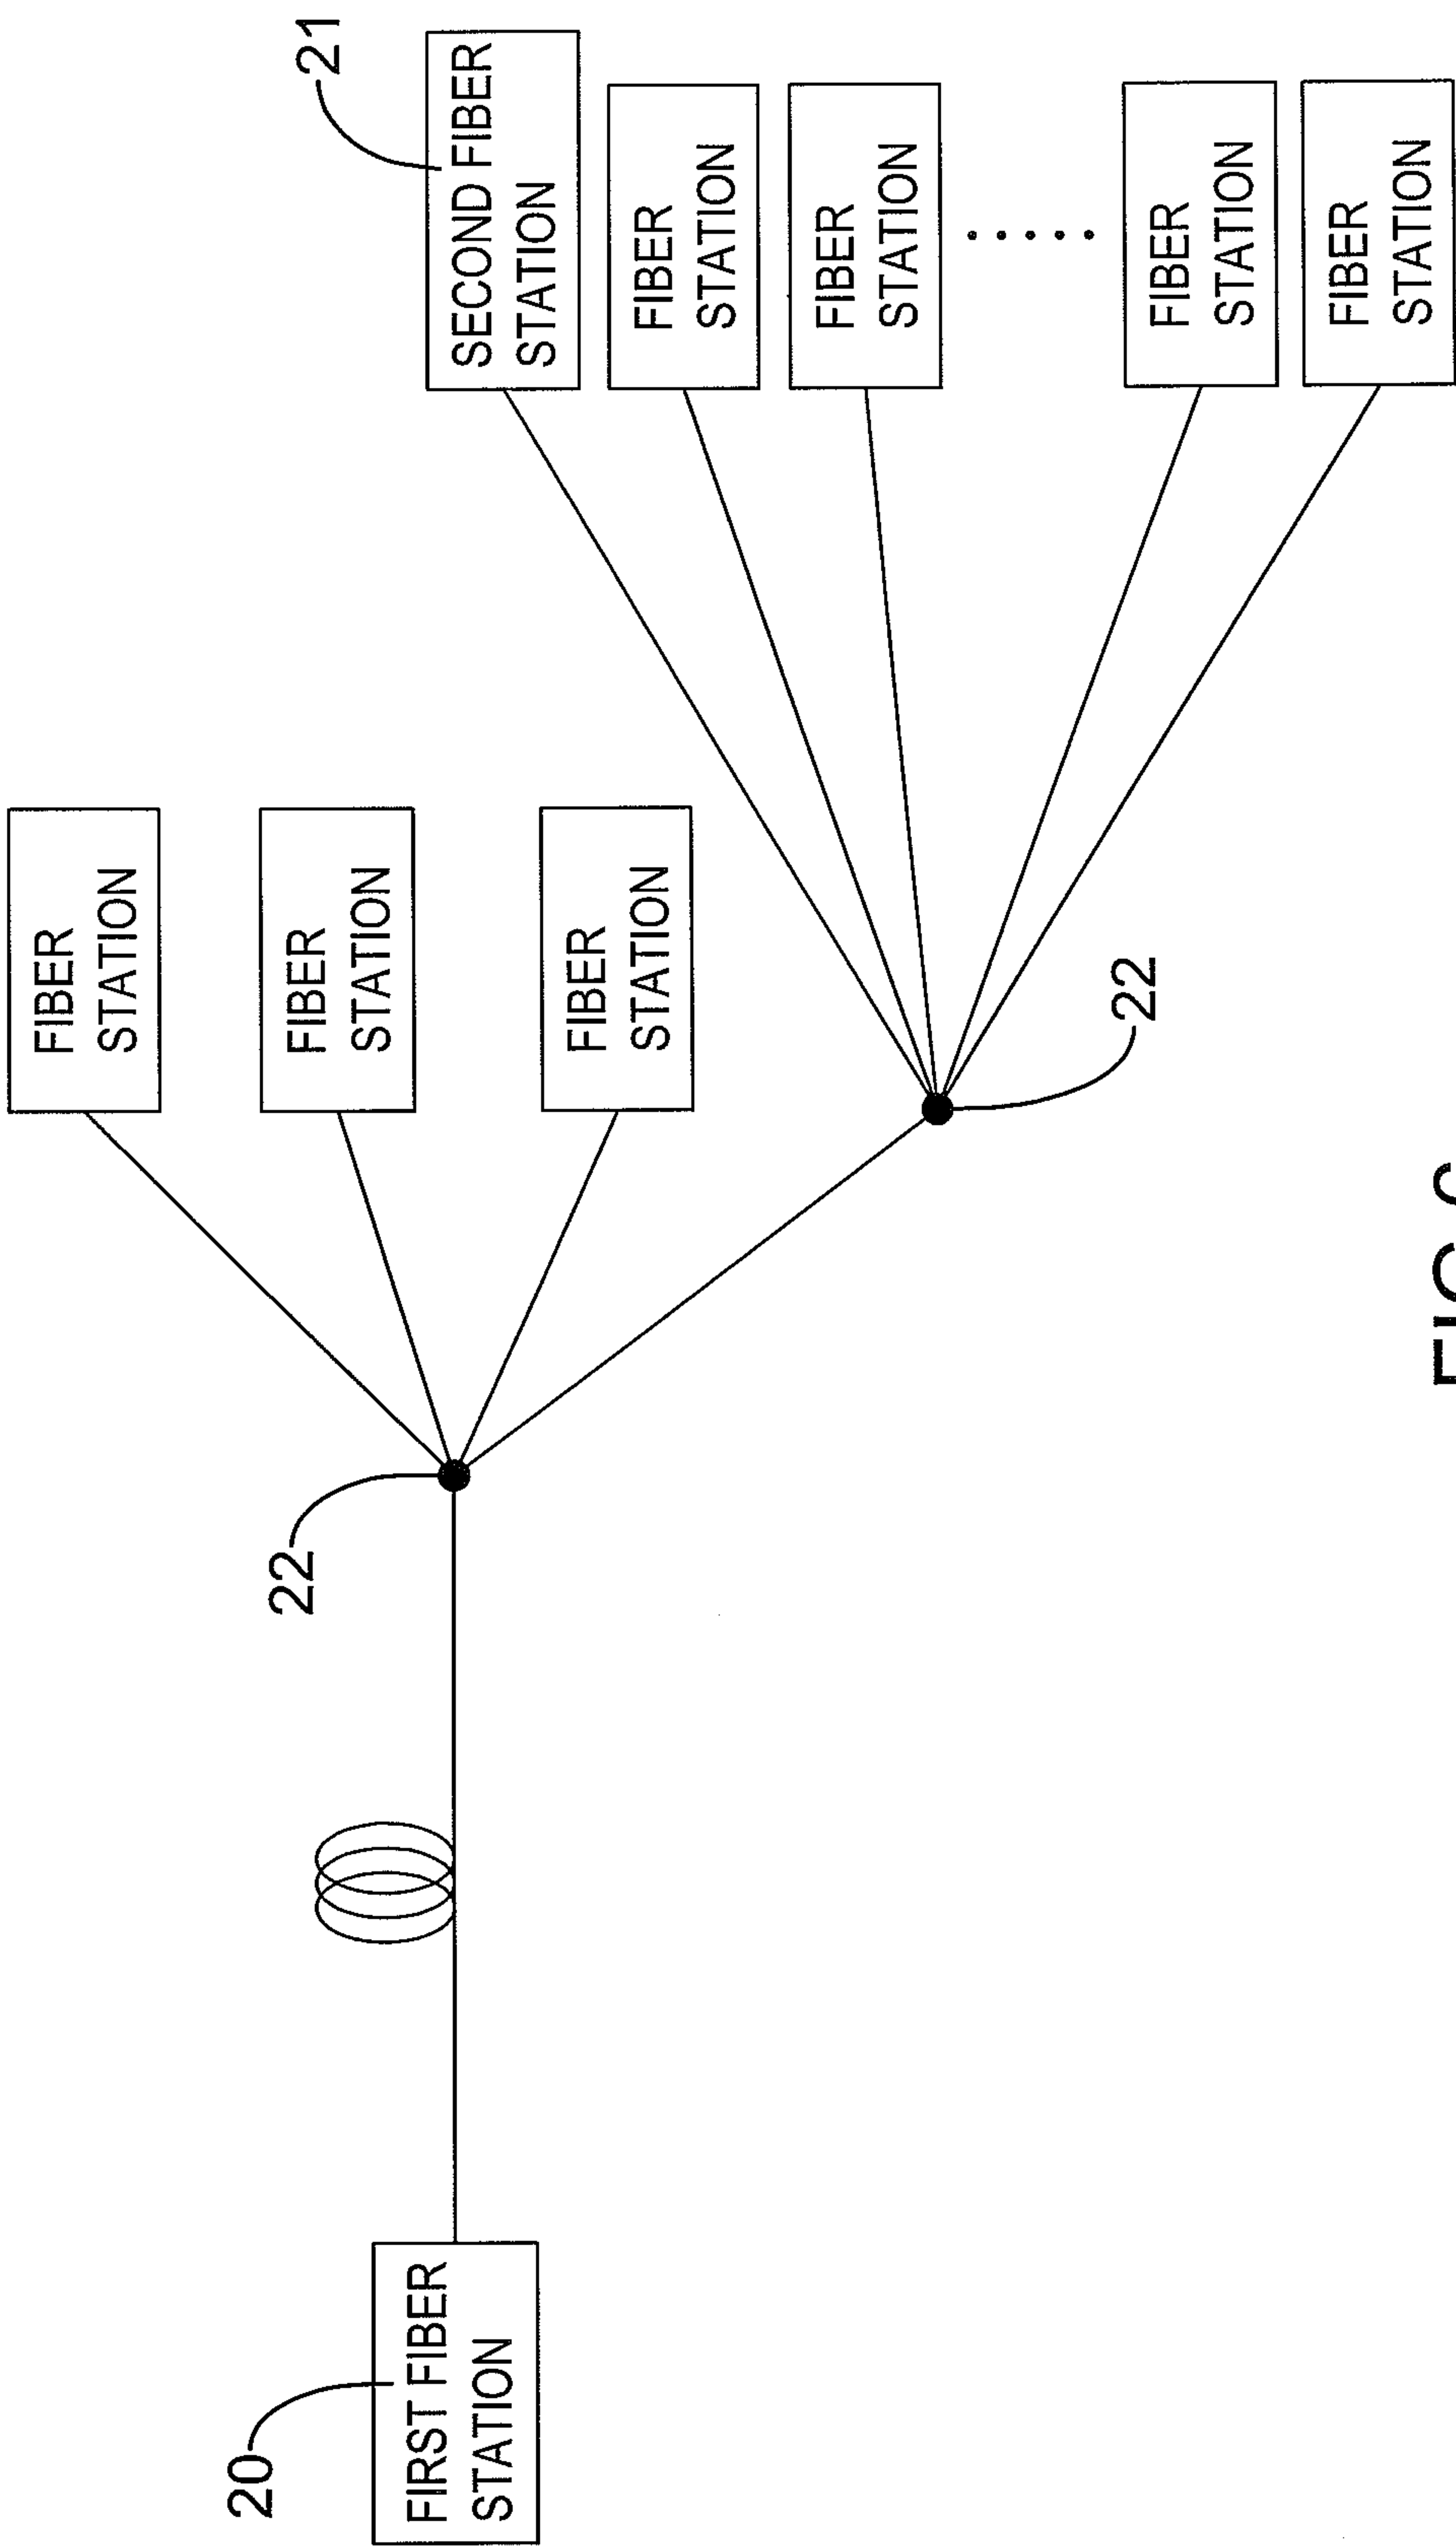 20
FIRST FIBER
STATION
22
FIBER
STATION
FIBER
STATION
FIBER
STATION
22
21
SECOND FIBER
STATION
FIBER
STATION
FIBER
STATION
.....
FIBER
STATION
FIBER
STATION